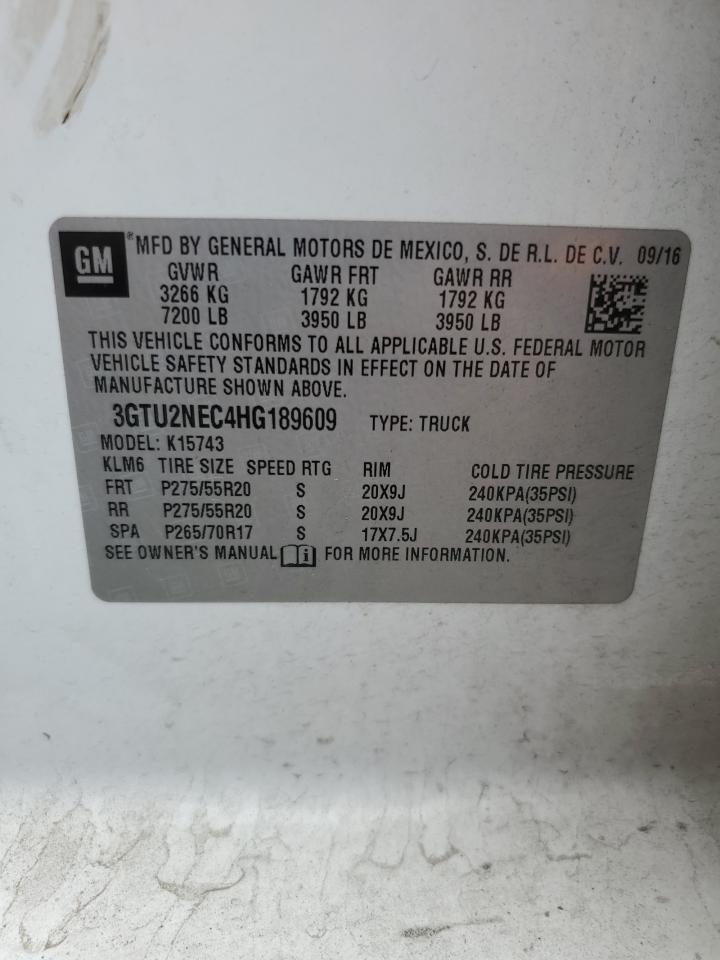 GM ® MFD BY GENERAL MOTORS DE MEXICO, S. DE R.L. DE C.V. 09/16
GVWR GAWR FRT GAWR RR
3266 KG 1792 KG 1792 KG
7200 LB 3950 LB 3950 LB
THIS VEHICLE CONFORMS TO ALL APPLICABLE U.S. FEDERAL MOTOR
VEHICLE SAFETY STANDARDS IN EFFECT ON THE DATE OF
MANUFACTURE SHOWN ABOVE.
3GTU2NEC4HG189609 TYPE: TRUCK
MODEL: K15743
KLM6 TIRE SIZE SPEED RTG RIM COLD TIRE PRESSURE
FRT P275/55R20 S 20X9J 240KPA(35PSI)
RR P275/55R20 S 20X9J 240KPA(35PSI)
SPA P265/70R17 S 17X7.5J 240KPA(35PSI)
SEE OWNER'S MANUAL i FOR MORE INFORMATION.